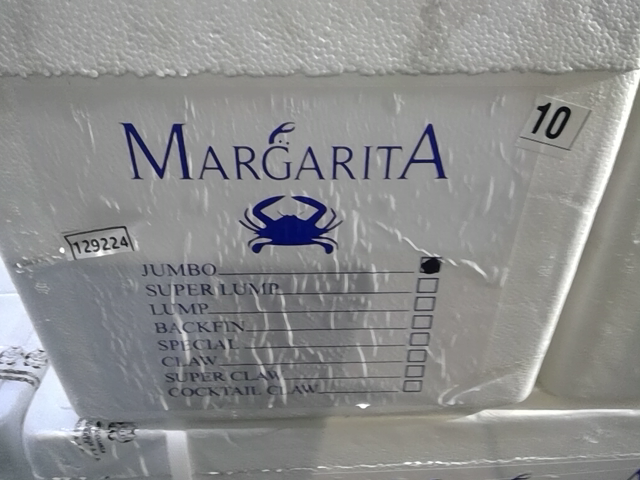 10
MARGARITA
129224
JUMBO
SUPER LUMP
LUMP
BACKFIN
SPECIAL
CLAW
SUPER CLAW
COCKTAIL CLAW